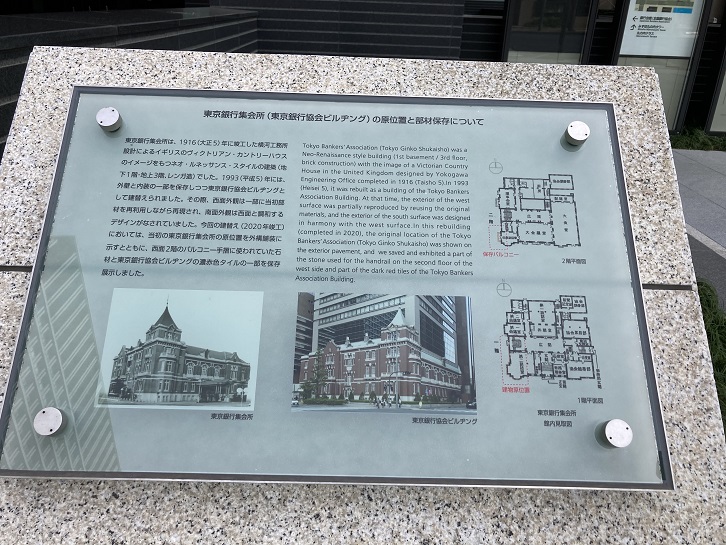 東京銀行集会所（東京銀行協会ビルヂング）の原位置と部材保存について
東京銀行集会所は、1916(大正5)年に竣工した横河工務所
設計によるイギリスのヴィクトリアン・カントリーハウス
のイメージをもつネオ・ルネッサンス・スタイルの建築(地
下1階・地上3階、レンガ造)でした。1993(平成5)年には、
外壁と内装の一部を保存しつつ東京銀行協会ビルヂングと
して建替えられました。その際、西面外観は一部に当初部
材を再利用しながら再現され、南面外観は西面と調和する
デザインがなされていました。今回の建替え(2020年竣工)
においては、当初の東京銀行集会所の原位置を外構舗装に
示すとともに、西面2階のバルコニー手摺に使われていた石
材と東京銀行協会ビルヂングの濃赤色タイルの一部を保存
展示しました。
Tokyo Bankers' Association (Tokyo Ginko Shukaisho) was a
Neo-Renaissance style building (1st basement / 3rd floor,
brick construction) with the image of a Victorian Country
House in the United Kingdom designed by Yokogawa
Engineering Office completed in 1916 (Taisho 5).In 1993
(Heisei 5), it was rebuilt as a building of the Tokyo Bankers
Association Building. At that time, the exterior of the west
surface was partially reproduced by reusing the original
materials, and the exterior of the south surface was designed
in harmony with the west surface.In this rebuilding
(completed in 2020), the original location of the Tokyo
Bankers' Association (Tokyo Ginko Shukaisho) was shown on
the exterior pavement, and we saved and exhibited a part of
the stone used for the handrail on the second floor of the
west side and part of the dark red tiles of the Tokyo Bankers
Association Building.
保存バルコニー
2階平面図
建物原位置
1階平面図
東京銀行集会所
館内見取図
東京銀行集会所
東京銀行協会ビルヂング